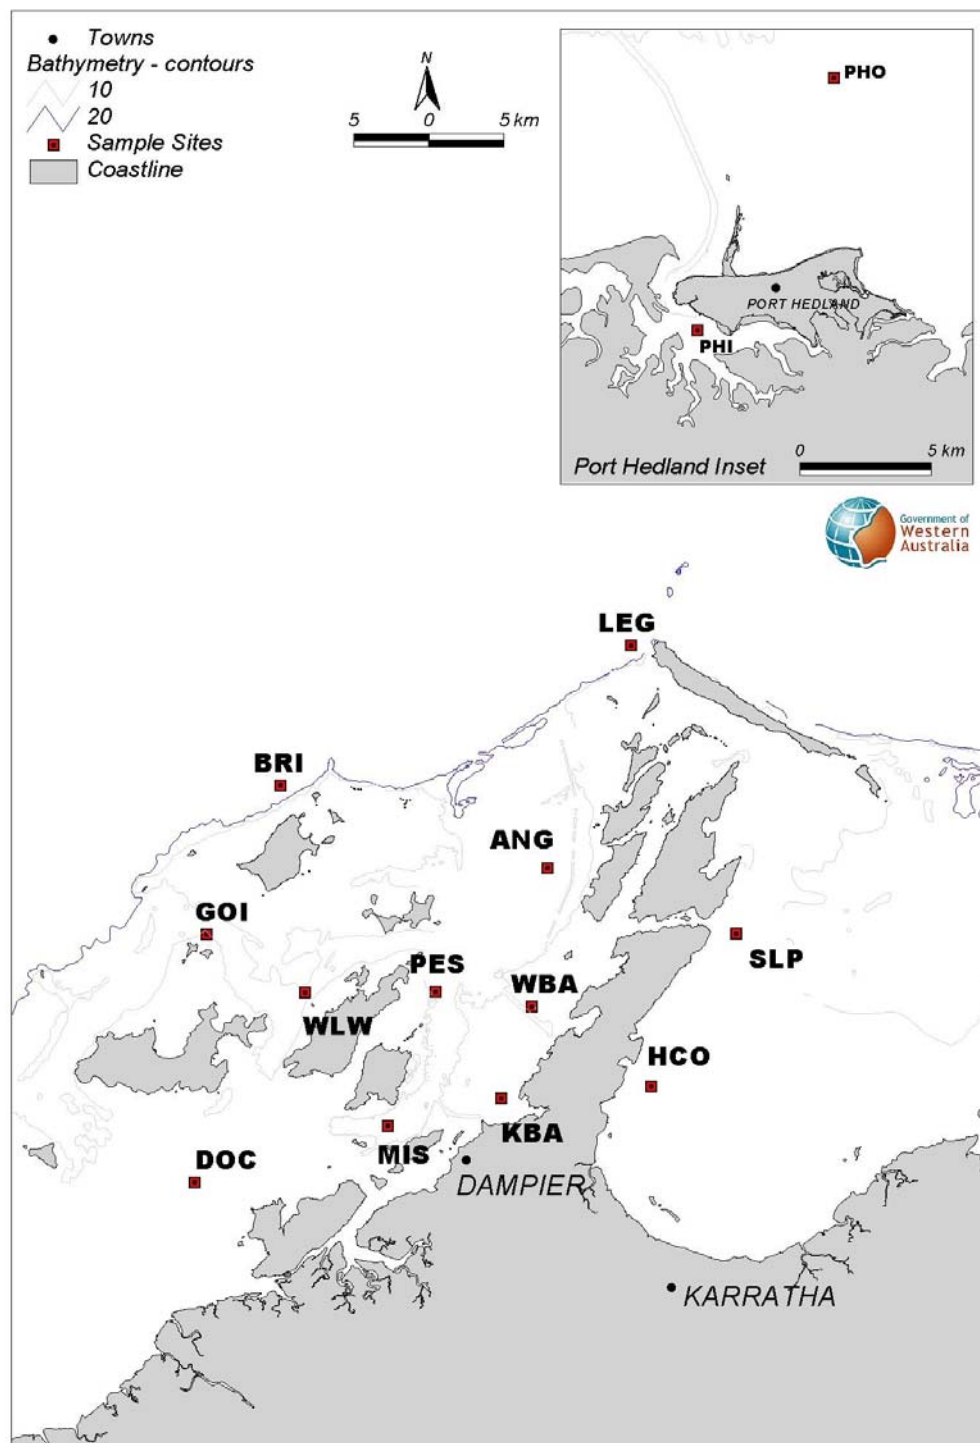 Towns
Bathymetry - contours
10
20
Sample Sites
Coastline
N
5 0 5 km
PHO
PORT HEDLAND
PHI
Port Hedland Inset
0 5 km
Government of
Western
Australia
LEG
BRI
ANG
GOI
SLP
PES
WBA
WLW
HCO
KBA
MIS
DOC
DAMPIER
KARRATHA